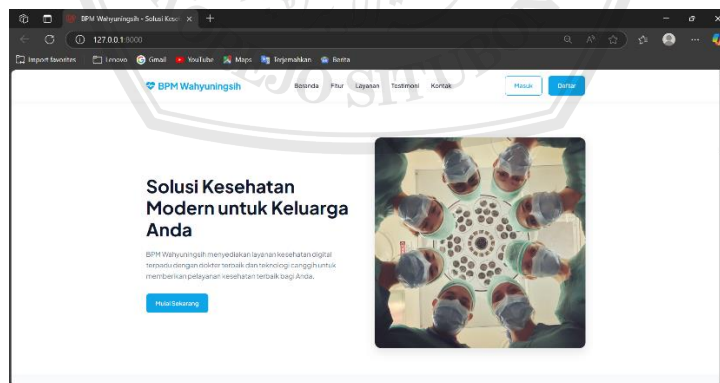 BPM Wahyuningsih - Solusi Keseh
127.0.0.1:8000
Import favorites Lenovo Gmail YouTube Maps Terjemahkan Berita
BPM Wahyuningsih Beranda Fitur Layanan Testimoni Kontak Masuk Daftar
Solusi Kesehatan
Modern untuk Keluarga
Anda
BPM Wahyuningsih menyediakan layanan kesehatan digital
terpadu dengan dokter terbaik dan teknologi canggih untuk
memberikan pelayanan kesehatan terbaik bagi Anda.
Mulai Sekarang